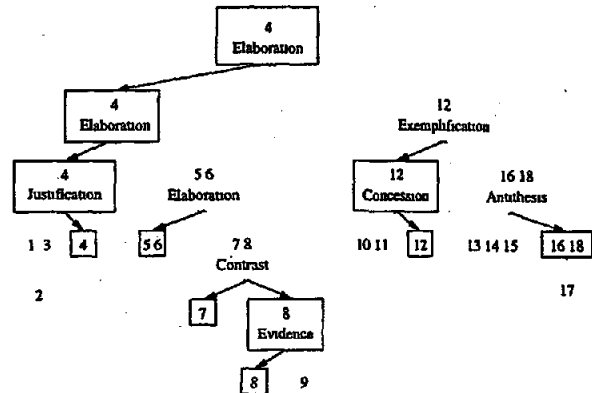 4
Elaboration
4
Elaboration
12
Exemplification
4
Justification
5 6
Elaboration
12
Concession
16 18
Antithesis
1 3
4
5 6
7 8
Contrast
10 11
12
13 14 15
16 18
2
17
7
8
Evidence
8
9